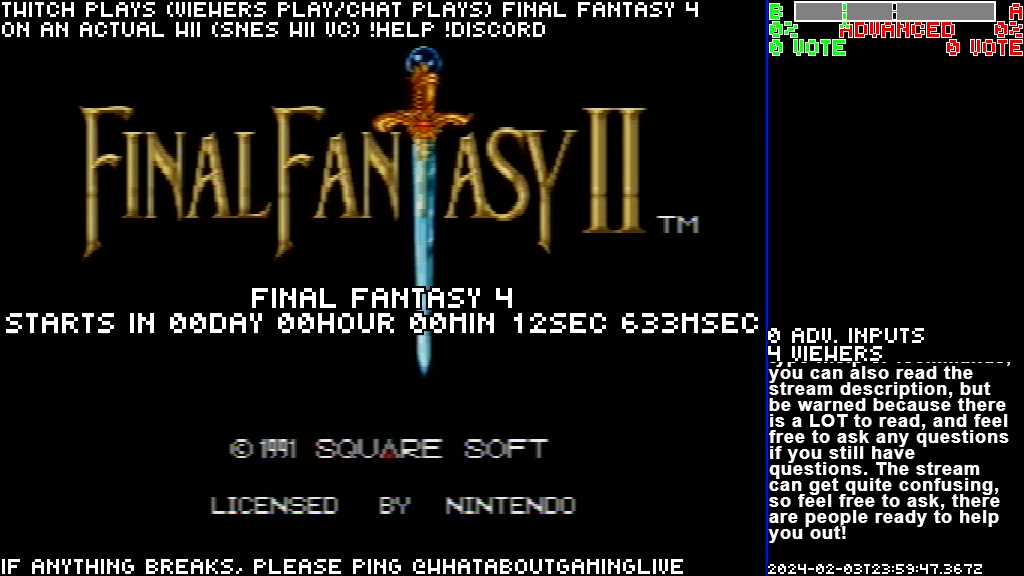 TWITCH PLAYS (VIEWERS PLAY/CHAT PLAYS) FINAL FANTASY 4
ON AN ACTUAL WII (SNES WII VC) !HELP !DISCORD
FINAL FANTASY II TM
FINAL FANTASY 4
STARTS IN 00DAY 00HOUR 00MIN 12SEC 633MSEC
© 1991 SQUARE SOFT
LICENSED BY NINTENDO
IF ANYTHING BREAKS, PLEASE PING @WHATABOUTGAMINGLIVE
B A
0% ADVANCED 0%
0 VOTE 0 VOTE
0 ADV. INPUTS
4 VIEWERS
you can also read the
stream description, but
be warned because there
is a LOT to read, and feel
free to ask any questions
if you still have
questions. The stream
can get quite confusing,
so feel free to ask, there
are people ready to help
you out!
2024-02-03T23:59:47.367Z